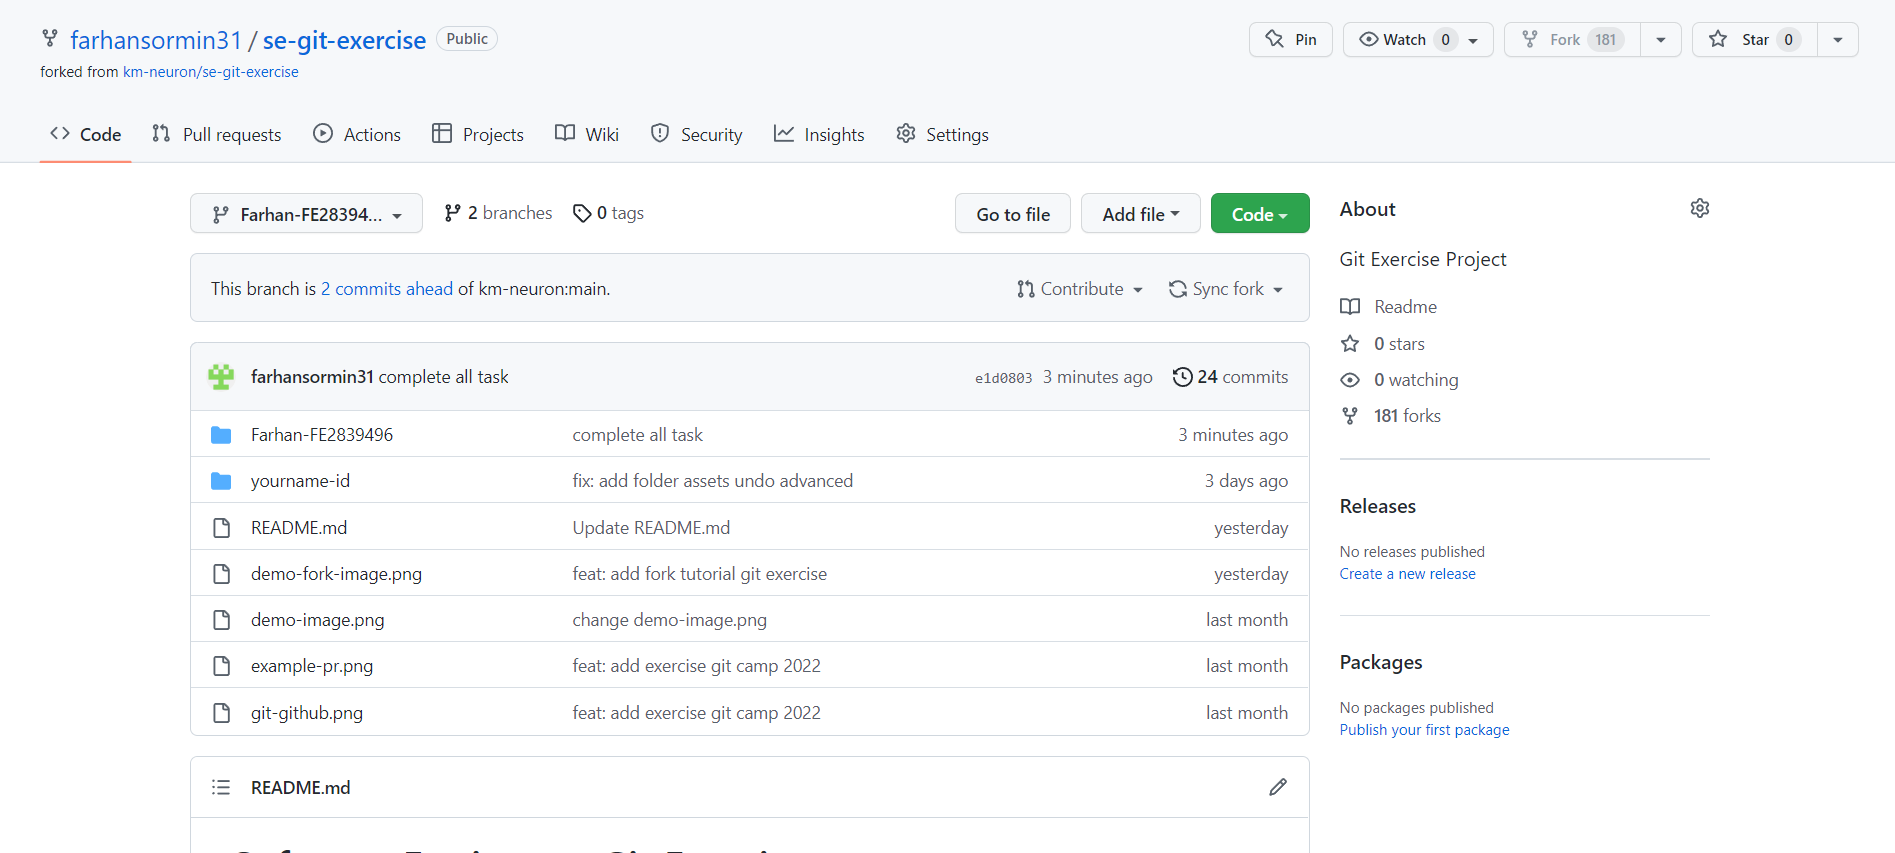 farhansormin31 / se-git-exercise Public
Pin Watch 0 Fork 181 Star 0
forked from km-neuron/se-git-exercise
Code Pull requests Actions Projects Wiki Security Insights Settings
Farhan-FE28394... 2 branches 0 tags Go to file Add file Code
This branch is 2 commits ahead of km-neuron:main. Contribute Sync fork
farhansormin31 complete all task e1d0803 3 minutes ago 24 commits
Farhan-FE2839496 complete all task 3 minutes ago
yourname-id fix: add folder assets undo advanced 3 days ago
README.md Update README.md yesterday
demo-fork-image.png feat: add fork tutorial git exercise yesterday
demo-image.png change demo-image.png last month
example-pr.png feat: add exercise git camp 2022 last month
git-github.png feat: add exercise git camp 2022 last month
README.md
About
Git Exercise Project
Readme
0 stars
0 watching
181 forks
Releases
No releases published
Create a new release
Packages
No packages published
Publish your first package